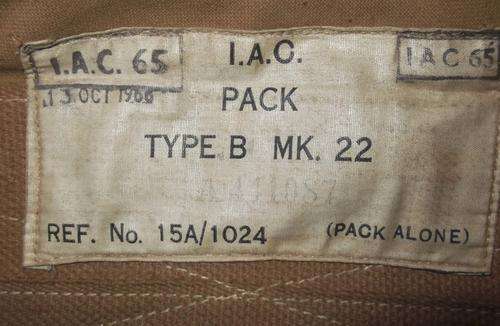 I.A.C. 65
13 OCT 1966
I.A.C.
I A C 65
PACK
TYPE B MK. 22
REF. No. 15A/1024 (PACK ALONE)